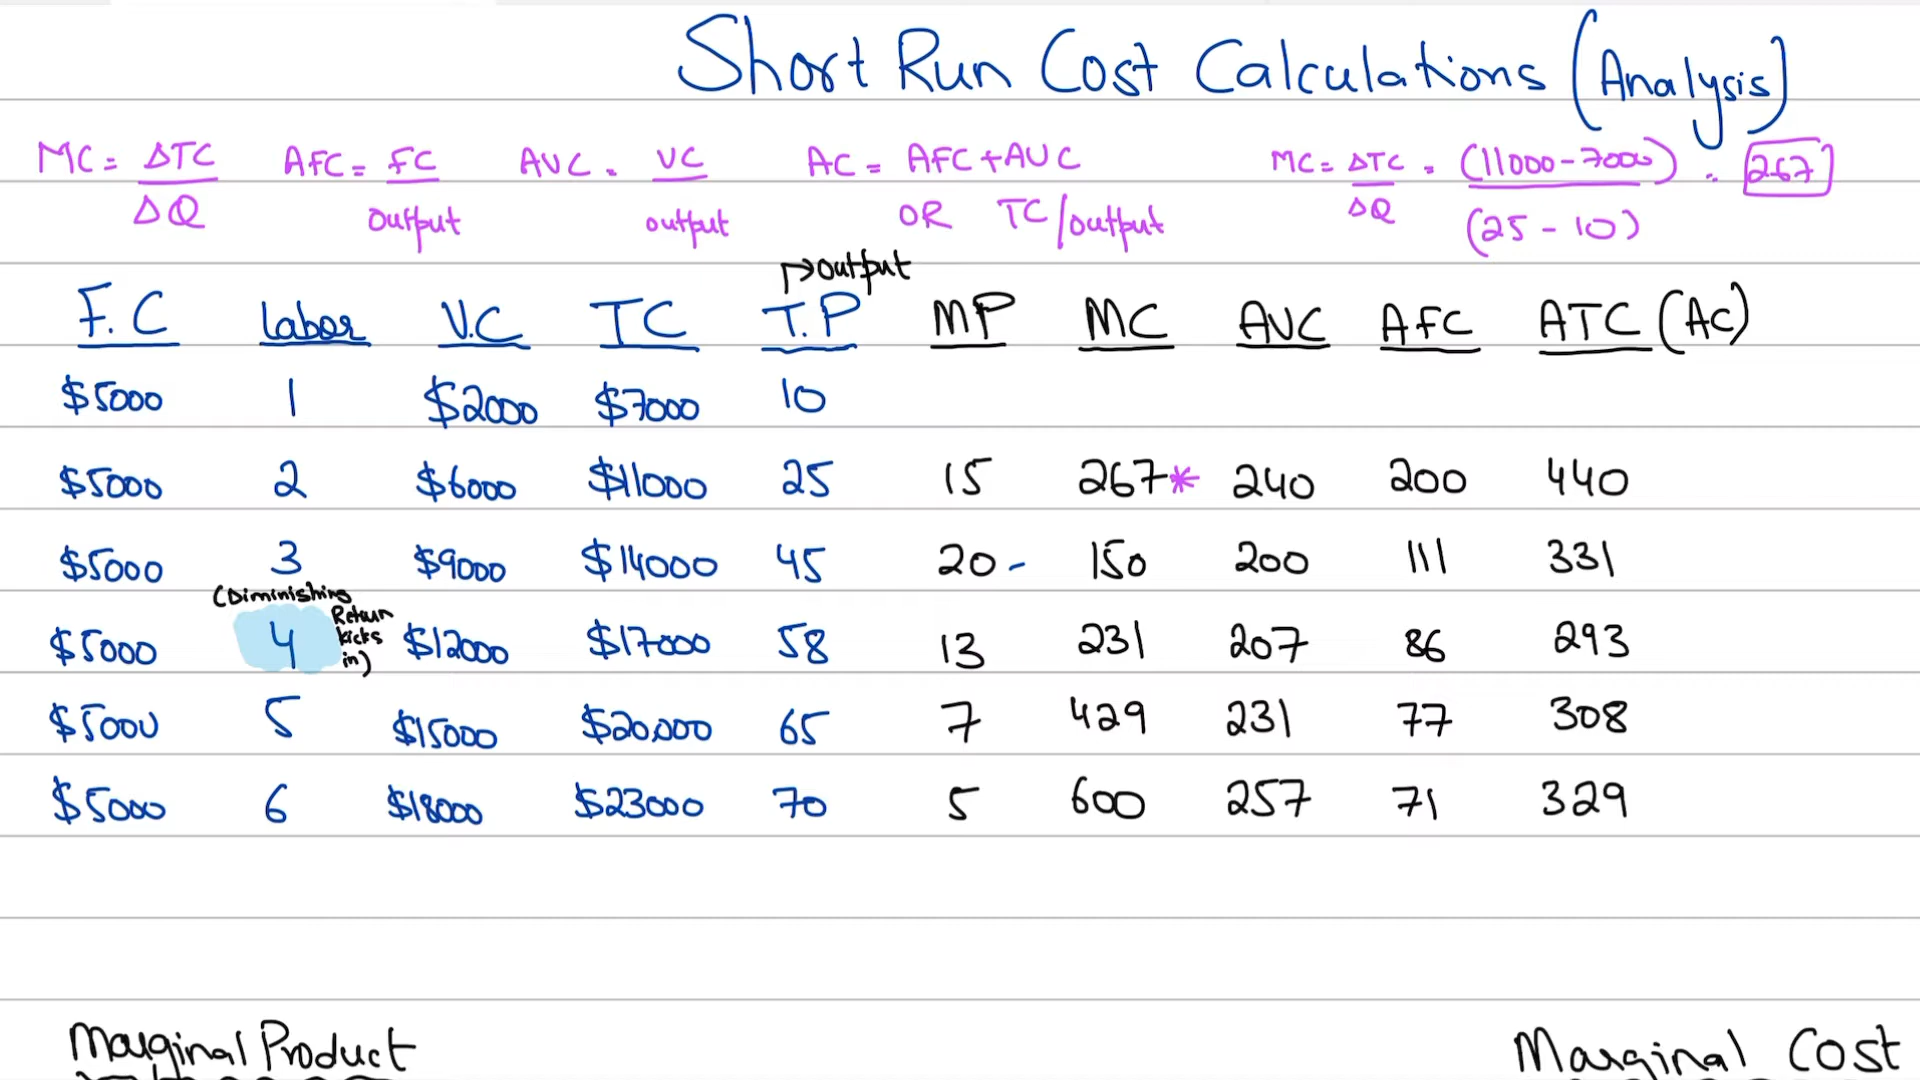 Short Run Cost Calculations (Analysis)
MC = ΔTC / ΔQ AFC = FC / output AVC = VC / output AC = AFC + AVC OR TC/output MC = ΔTC / ΔQ = (11000 - 7000) / (25 - 10) = 267
→ output
F.C Labor V.C TC T.P MP MC AVC AFC ATC (AC)
$5000 1 $2000 $7000 10
$5000 2 $6000 $11000 25 15 267* 240 200 440
$5000 3 $9000 $14000 45 20 - 150 200 111 331
(Diminishing Return kicks in)
$5000 4 $12000 $17000 58 13 231 207 86 293
$5000 5 $15000 $20,000 65 7 429 231 77 308
$5000 6 $18000 $23000 70 5 600 257 71 329
Marginal Product Marginal Cost